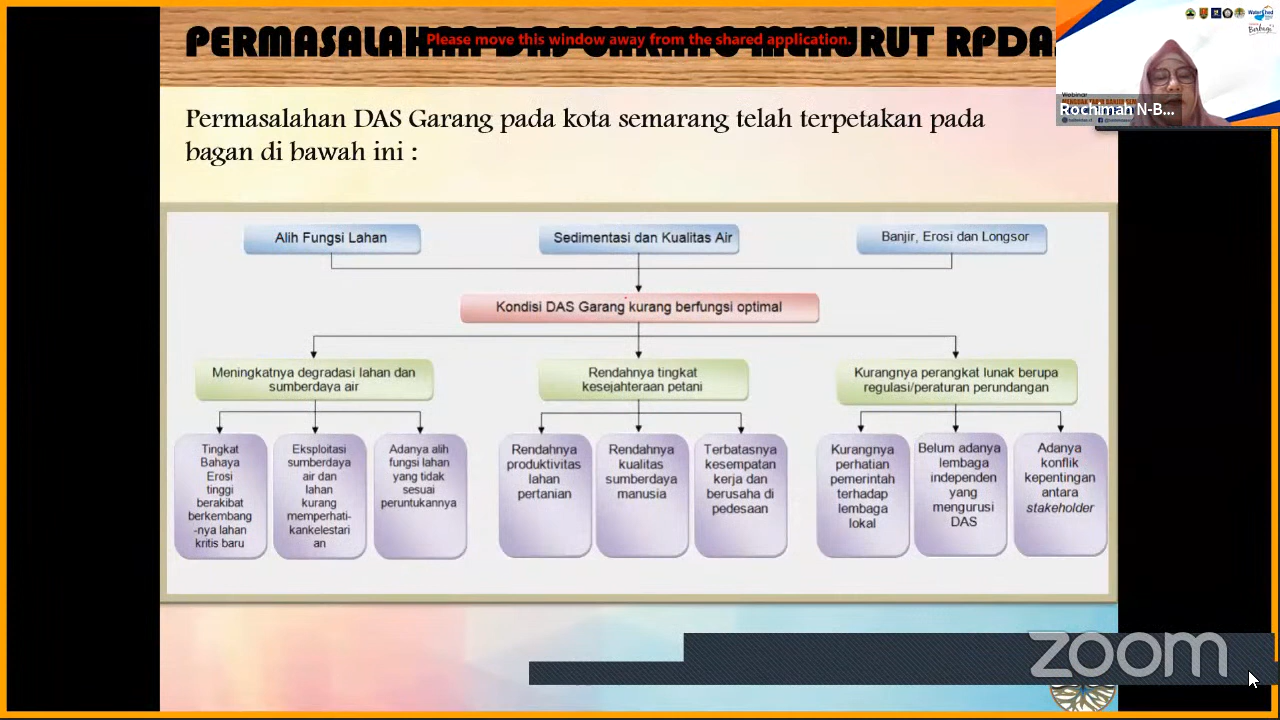 Please move this window away from the shared application.
RUT RPDA
Permasalahan DAS Garang pada kota semarang telah terpetakan pada
bagan di bawah ini :
Alih Fungsi Lahan
Sedimentasi dan Kualitas Air
Banjir, Erosi dan Longsor
Kondisi DAS Garang kurang berfungsi optimal
Meningkatnya degradasi lahan dan
sumberdaya air
Rendahnya tingkat
kesejahteraan petani
Kurangnya perangkat lunak berupa
regulasi/peraturan perundangan
Tingkat
Bahaya
Erosi
tinggi
berakibat
berkembang
-nya lahan
kritis baru
Eksploitasi
sumberdaya
air dan
lahan
kurang
memperhati-
kankelestari
an
Adanya alih
fungsi lahan
yang tidak
sesuai
peruntukannya
Rendahnya
produktivitas
lahan
pertanian
Rendahnya
kualitas
sumberdaya
manusia
Terbatasnya
kesempatan
kerja dan
berusaha di
pedesaan
Kurangnya
perhatian
pemerintah
terhadap
lembaga
lokal
Belum adanya
lembaga
independen
yang
mengurusi
DAS
Adanya
konflik
kepentingan
antara
stakeholder
Webinar
Rochimah N-B...
zoom